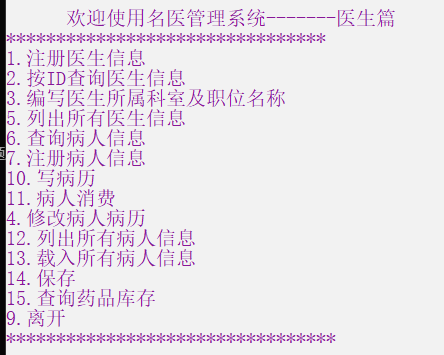 欢迎使用名医管理系统-------医生篇
********************************
1.注册医生信息
2.按ID查询医生信息
3.编写医生所属科室及职位名称
5.列出所有医生信息
6.查询病人信息
7.注册病人信息
10.写病历
11.病人消费
4.修改病人病历
12.列出所有病人信息
13.载入所有病人信息
14.保存
15.查询药品库存
9.离开
*********************************